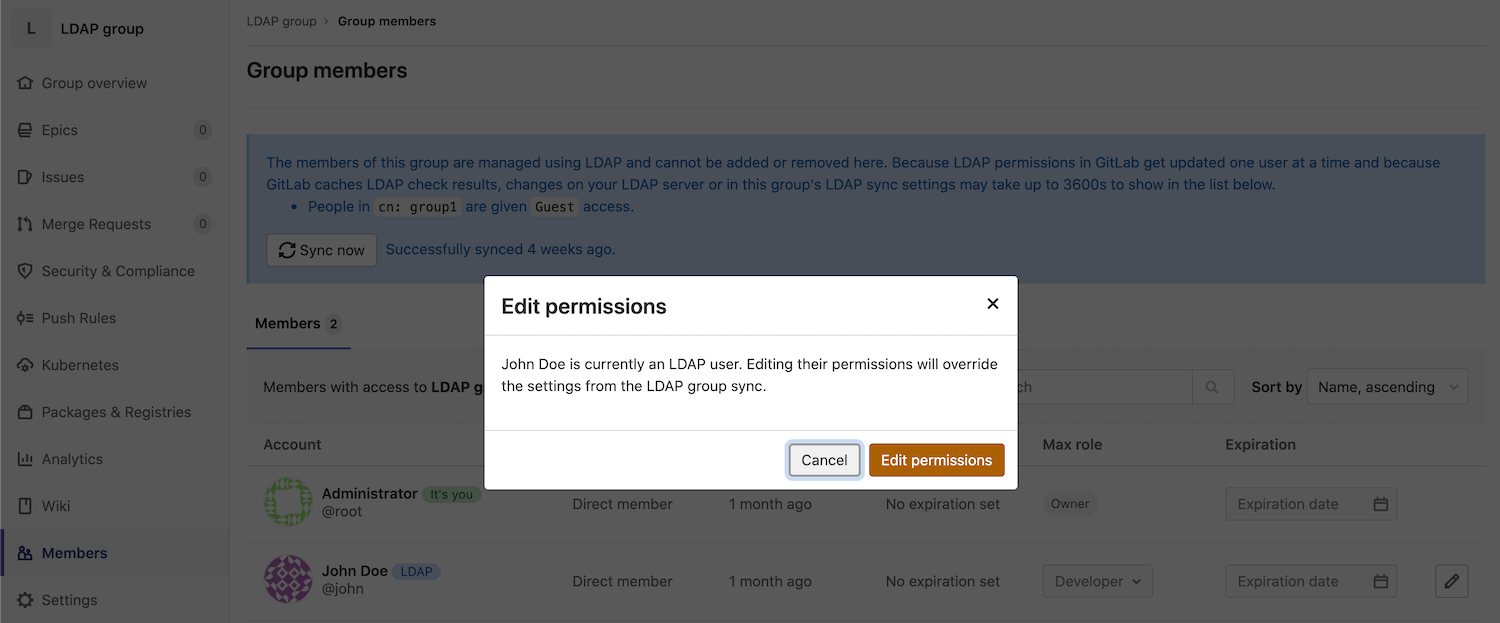 L
LDAP group
Group overview
Epics 0
Issues 0
Merge Requests 0
Security & Compliance
Push Rules
Kubernetes
Packages & Registries
Analytics
Wiki
Members
Settings
LDAP group › Group members
Group members
The members of this group are managed using LDAP and cannot be added or removed here. Because LDAP permissions in GitLab get updated one user at a time and because
GitLab caches LDAP check results, changes on your LDAP server or in this group's LDAP sync settings may take up to 3600s to show in the list below.
• People in cn: group1 are given Guest access.
Sync now Successfully synced 4 weeks ago.
Members 2
Members with access to LDAP Sort by Name, ascending
Account Max role Expiration
Administrator It's you
@root
Direct member 1 month ago No expiration set Owner Expiration date
John Doe LDAP
@john
Direct member 1 month ago No expiration set Developer Expiration date
Edit permissions
John Doe is currently an LDAP user. Editing their permissions will override
the settings from the LDAP group sync.
Cancel Edit permissions